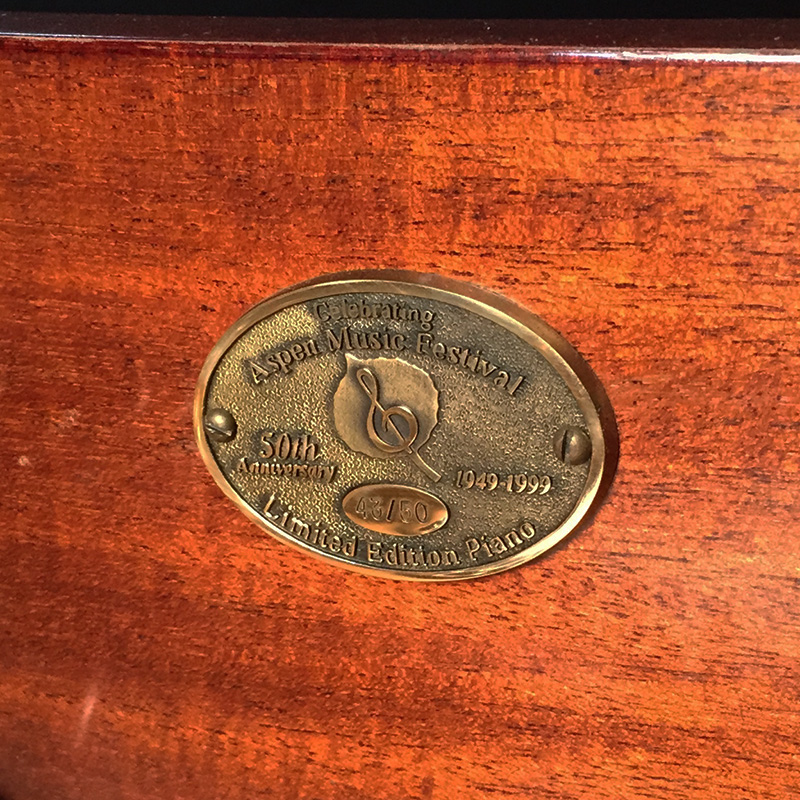 Celebrating
Aspen Music Festival
50th
Anniversary
1949-1999
43/50
Limited Edition Piano